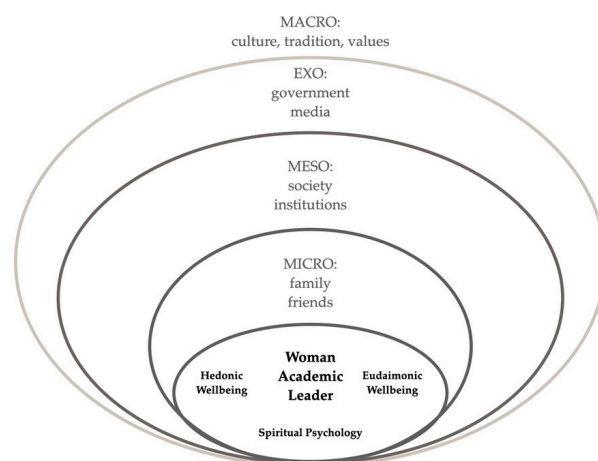 MACRO:
culture, tradition, values
EXO:
government
media
MESO:
society
institutions
MICRO:
family
friends
Woman
Academic
Leader
Hedonic
Wellbeing
Eudaimonic
Wellbeing
Spiritual Psychology